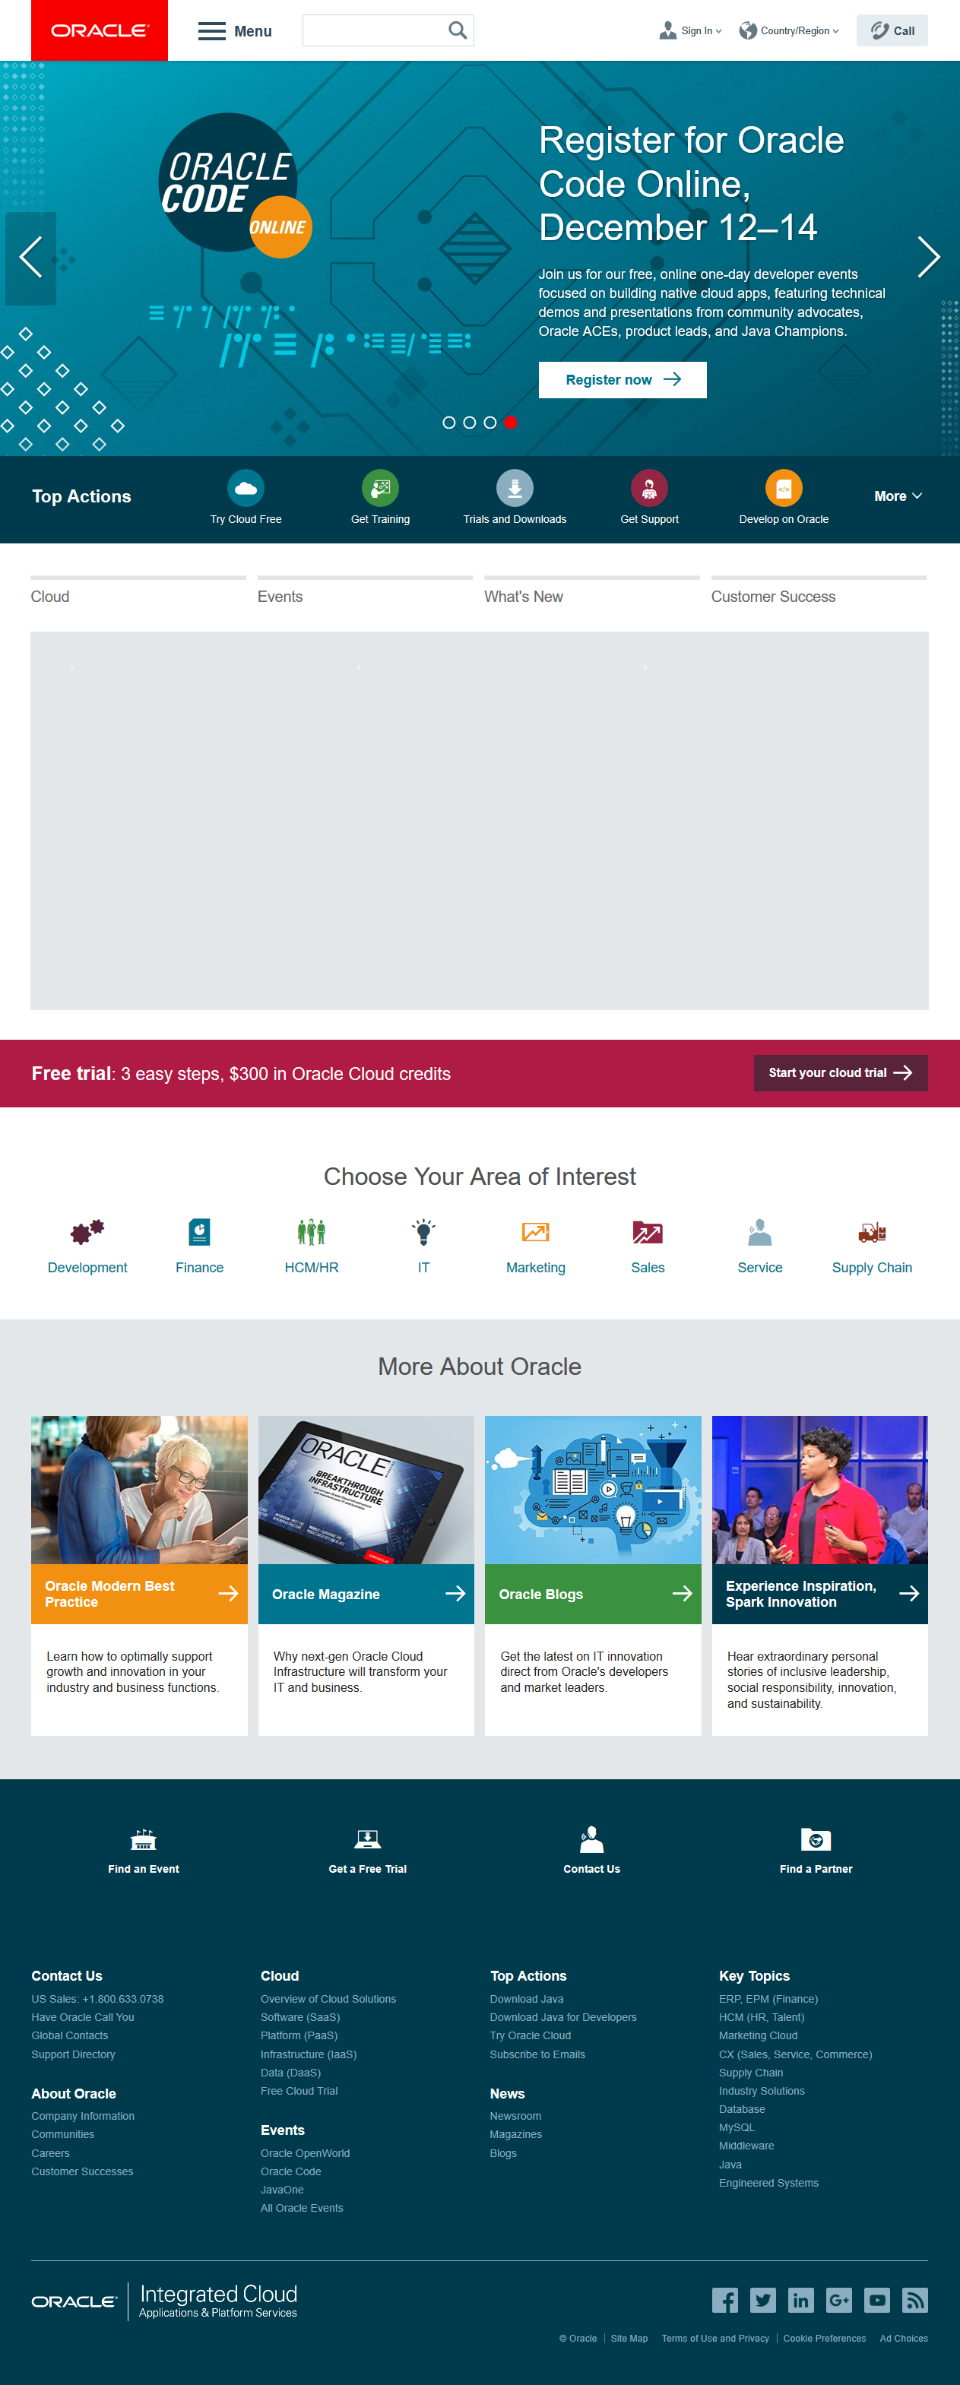 ORACLE
Menu
Sign In
Country/Region
Call
ORACLE
CODE
ONLINE
Register for Oracle
Code Online,
December 12–14
Join us for our free, online one-day developer events
focused on building native cloud apps, featuring technical
demos and presentations from community advocates,
Oracle ACEs, product leads, and Java Champions.
Register now
Top Actions
Try Cloud Free
Get Training
Trials and Downloads
Get Support
Develop on Oracle
More
Cloud
Events
What's New
Customer Success
Free trial: 3 easy steps, $300 in Oracle Cloud credits
Start your cloud trial
Choose Your Area of Interest
Development
Finance
HCM/HR
IT
Marketing
Sales
Service
Supply Chain
More About Oracle
ORACLE
BREAKTHROUGH
INFRASTRUCTURE
Oracle Modern Best
Practice
Learn how to optimally support
growth and innovation in your
industry and business functions.
Oracle Magazine
Why next-gen Oracle Cloud
Infrastructure will transform your
IT and business.
Oracle Blogs
Get the latest on IT innovation
direct from Oracle's developers
and market leaders.
Experience Inspiration,
Spark Innovation
Hear extraordinary personal
stories of inclusive leadership,
social responsibility, innovation,
and sustainability.
Find an Event
Get a Free Trial
Contact Us
Find a Partner
Contact Us
US Sales: +1.800.633.0738
Have Oracle Call You
Global Contacts
Support Directory
About Oracle
Company Information
Communities
Careers
Customer Successes
Cloud
Overview of Cloud Solutions
Software (SaaS)
Platform (PaaS)
Infrastructure (IaaS)
Data (DaaS)
Free Cloud Trial
Events
Oracle OpenWorld
Oracle Code
JavaOne
All Oracle Events
Top Actions
Download Java
Download Java for Developers
Try Oracle Cloud
Subscribe to Emails
News
Newsroom
Magazines
Blogs
Key Topics
ERP, EPM (Finance)
HCM (HR, Talent)
Marketing Cloud
CX (Sales, Service, Commerce)
Supply Chain
Industry Solutions
Database
MySQL
Middleware
Java
Engineered Systems
ORACLE
Integrated Cloud
Applications & Platform Services
© Oracle
Site Map
Terms of Use and Privacy
Cookie Preferences
Ad Choices